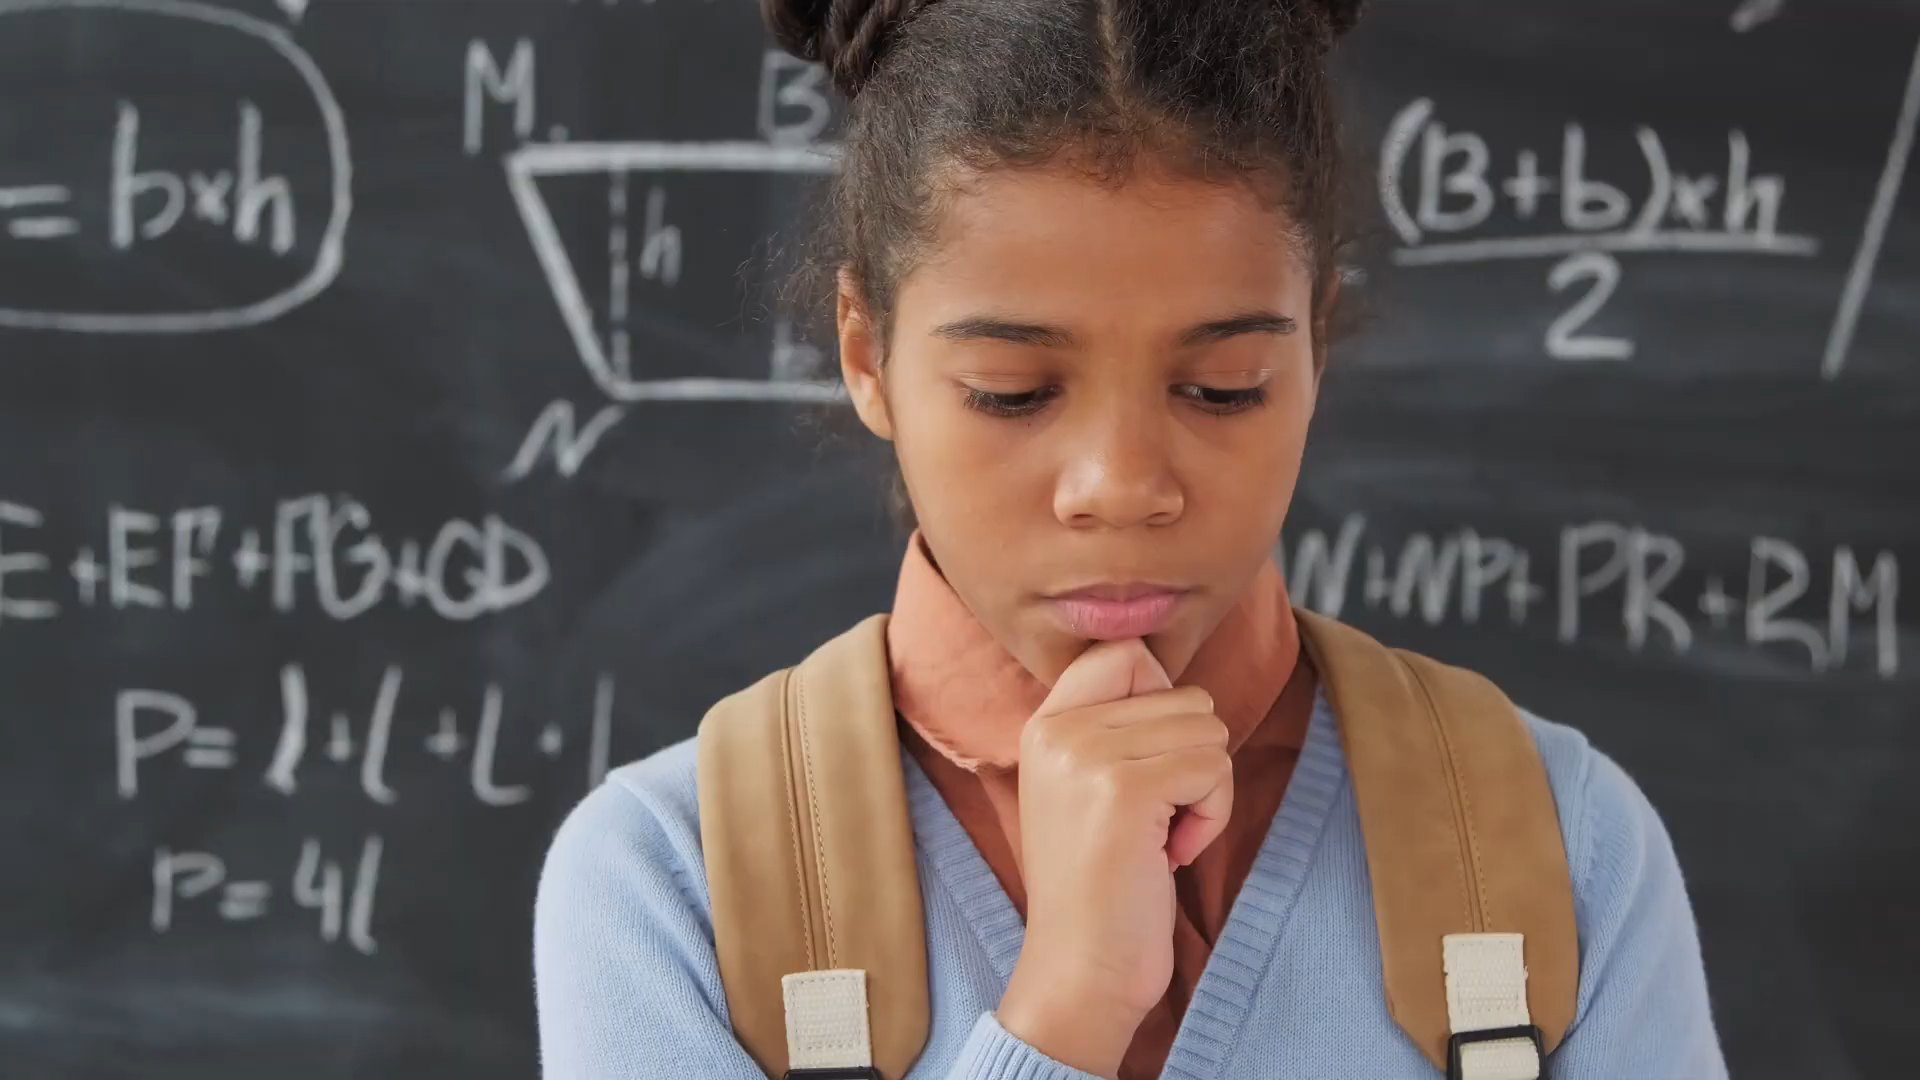 = b×h
M B
h
b
N
(B+b)×h
2
E+EF+FG+GD
N+NP+PR+RM
P= l+l+l+l
P=4l